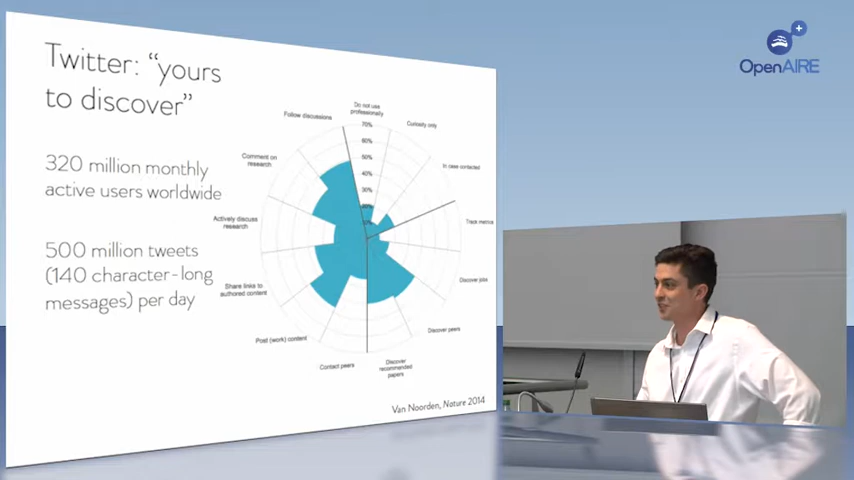 Twitter: “yours
to discover”
320 million monthly
active users worldwide
500 million tweets
(140 character-long
messages) per day
Do not use
professionally
Curiosity only
In case contacted
Track metrics
Discover jobs
Discover peers
Discover
recommended
papers
Contact peers
Post (work) content
Share links to
authored content
Actively discuss
research
Comment on
research
Follow discussions
70%
60%
50%
40%
30%
20%
Van Noorden, Nature 2014
OpenAIRE